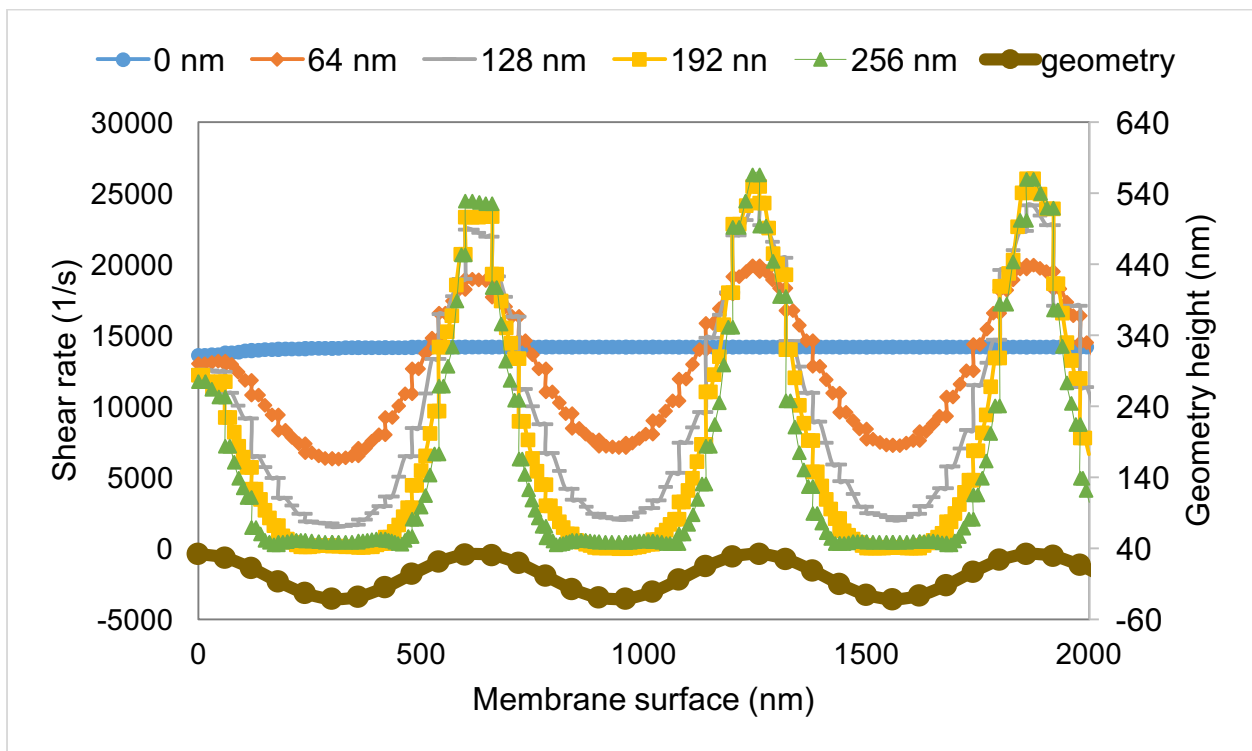 0 nm 64 nm 128 nm 192 nn 256 nm geometry
30000 640
25000 540
20000 440
15000 340
10000 240
5000 140
0 40
-5000 -60
0 500 1000 1500 2000
Shear rate (1/s)
Geometry height (nm)
Membrane surface (nm)